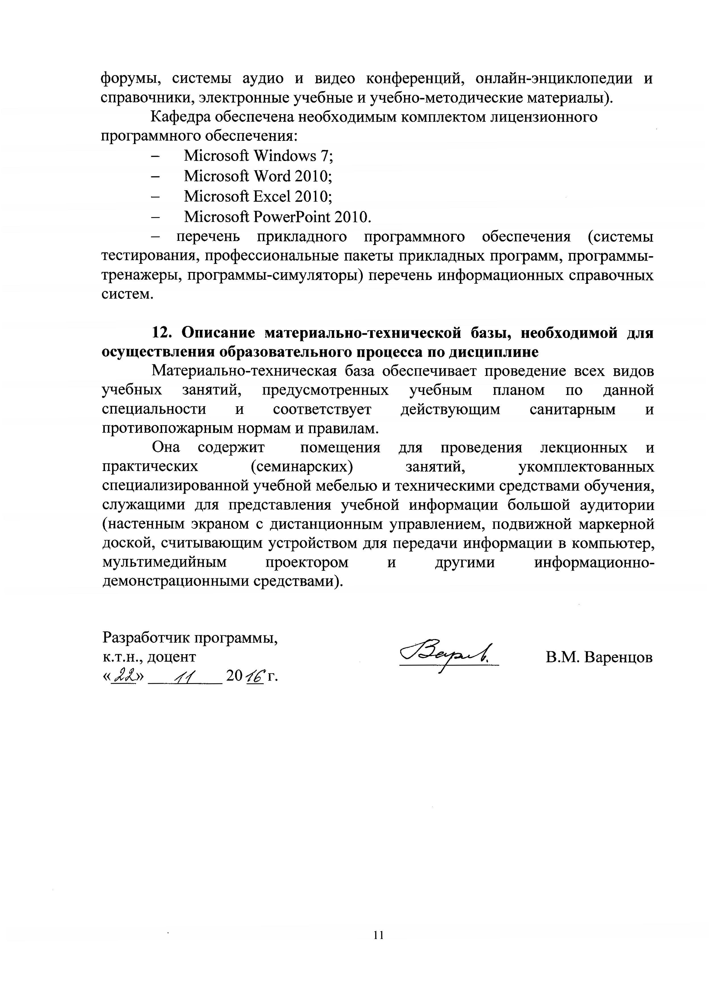 форумы, системы аудио и видео конференций, онлайн-энциклопедии и
справочники, электронные учебные и учебно-методические материалы).
Кафедра обеспечена необходимым комплектом лицензионного
программного обеспечения:
– Microsoft Windows 7;
– Microsoft Word 2010;
– Microsoft Excel 2010;
– Microsoft PowerPoint 2010.
– перечень прикладного программного обеспечения (системы
тестирования, профессиональные пакеты прикладных программ, программы-
тренажеры, программы-симуляторы) перечень информационных справочных
систем.
12. Описание материально-технической базы, необходимой для
осуществления образовательного процесса по дисциплине
Материально-техническая база обеспечивает проведение всех видов
учебных занятий, предусмотренных учебным планом по данной
специальности и соответствует действующим санитарным и
противопожарным нормам и правилам.
Она содержит помещения для проведения лекционных и
практических (семинарских) занятий, укомплектованных
специализированной учебной мебелью и техническими средствами обучения,
служащими для представления учебной информации большой аудитории
(настенным экраном с дистанционным управлением, подвижной маркерной
доской, считывающим устройством для передачи информации в компьютер,
мультимедийным проектором и другими информационно-
демонстрационными средствами).
Разработчик программы,
к.т.н., доцент В.М. Варенцов
«22» 11 2016 г.
11